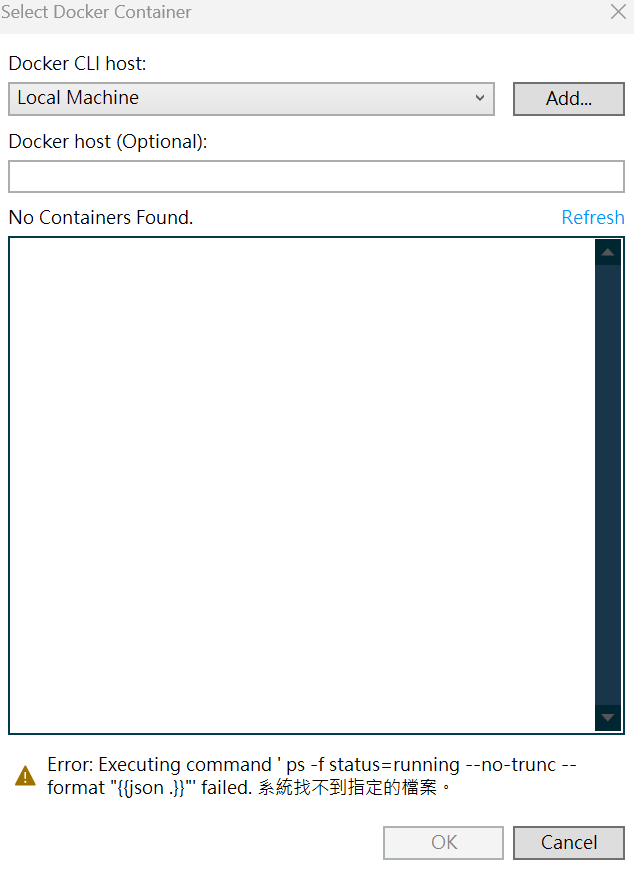 Select Docker Container
Docker CLI host:
Local Machine
Add...
Docker host (Optional):
No Containers Found.
Refresh
Error: Executing command ' ps -f status=running --no-trunc --
format "{{json .}}"' failed. 系統找不到指定的檔案。
OK
Cancel